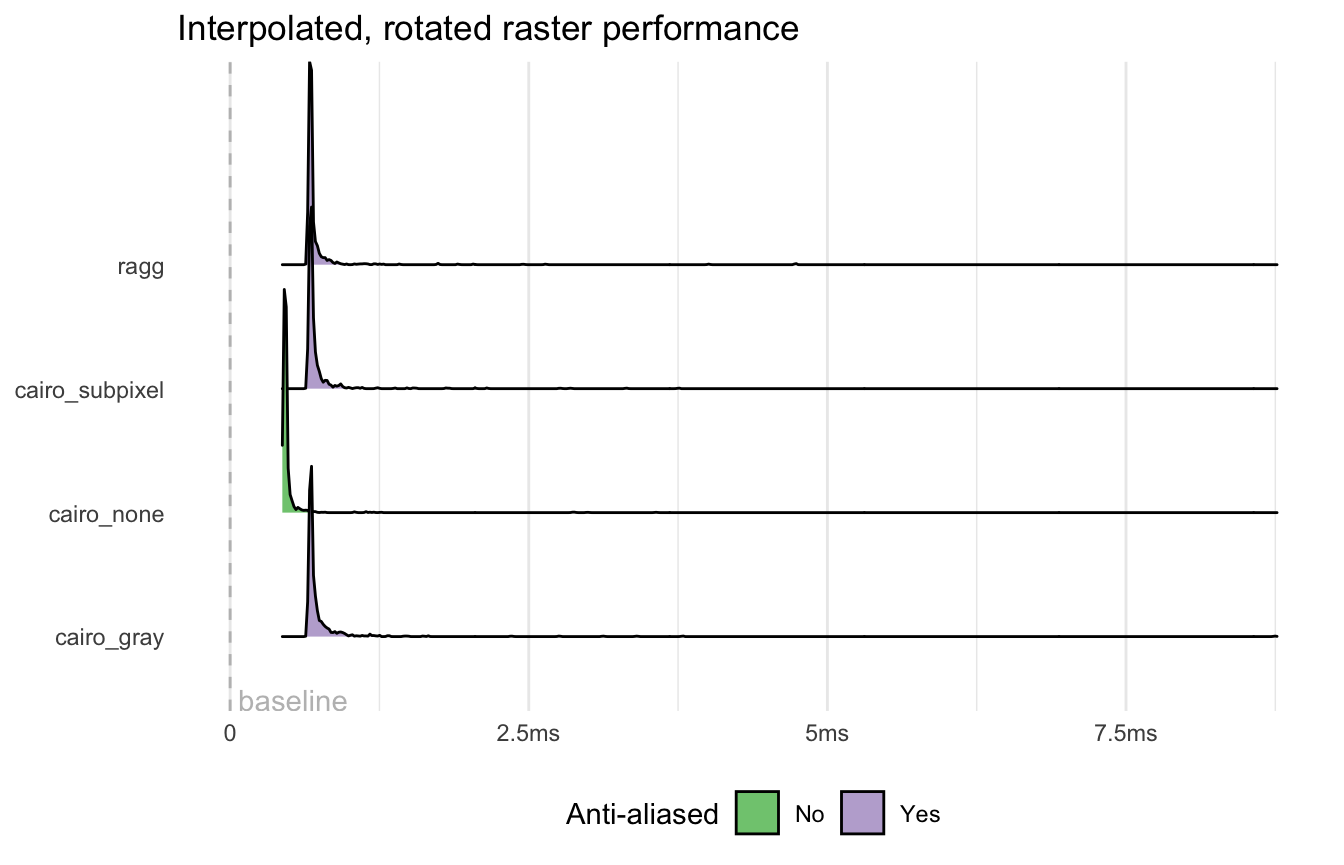 Interpolated, rotated raster performance
ragg
cairo_subpixel
cairo_none
cairo_gray
baseline
0 2.5ms 5ms 7.5ms
Anti-aliased No Yes